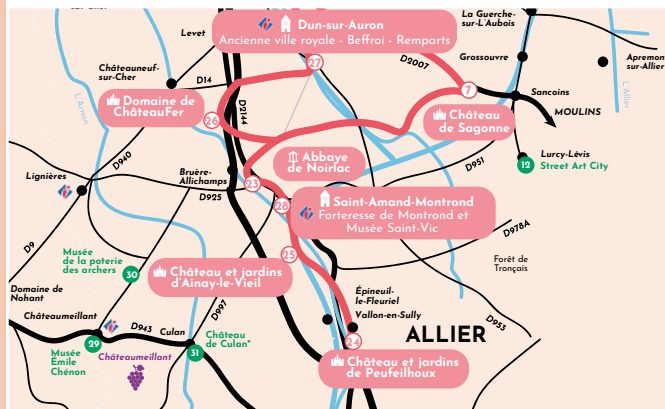 La Guerche-
sur-L'Aubois
Levet
Dun-sur-Auron
Ancienne ville royale - Beffroi - Remparts
Grossouvre
Apremont
sur-Allier
Châteauneuf-
sur-Cher
D14
27
D2007
7
Sancoins
L'Allier
L'Arnon
Domaine de
ChâteauFer
26
D2144
MOULINS
Château
de Sagonne
D940
Abbaye
de Noirlac
D951
Lurcy-Lévis
12
Street Art City
Lignières
Bruère-
Allichamps
23
D925
28
Saint-Amand-Montrond
Forteresse de Montrond et
Musée Saint-Vic
D978A
D9
Musée
de la poterie
des archers
30
25
Château et jardins
d'Ainay-le-Vieil
Forêt de
Tronçais
Domaine de
Nohant
D997
Épineuil-
le-Fleuriel
Châteaumeillant
Vallon-en-Sully
D953
D943
Culan
Château
de Culan*
24
ALLIER
29
Musée
Émile
Chénon
Châteaumeillant
31
Château et jardins
de Peufeilhoux